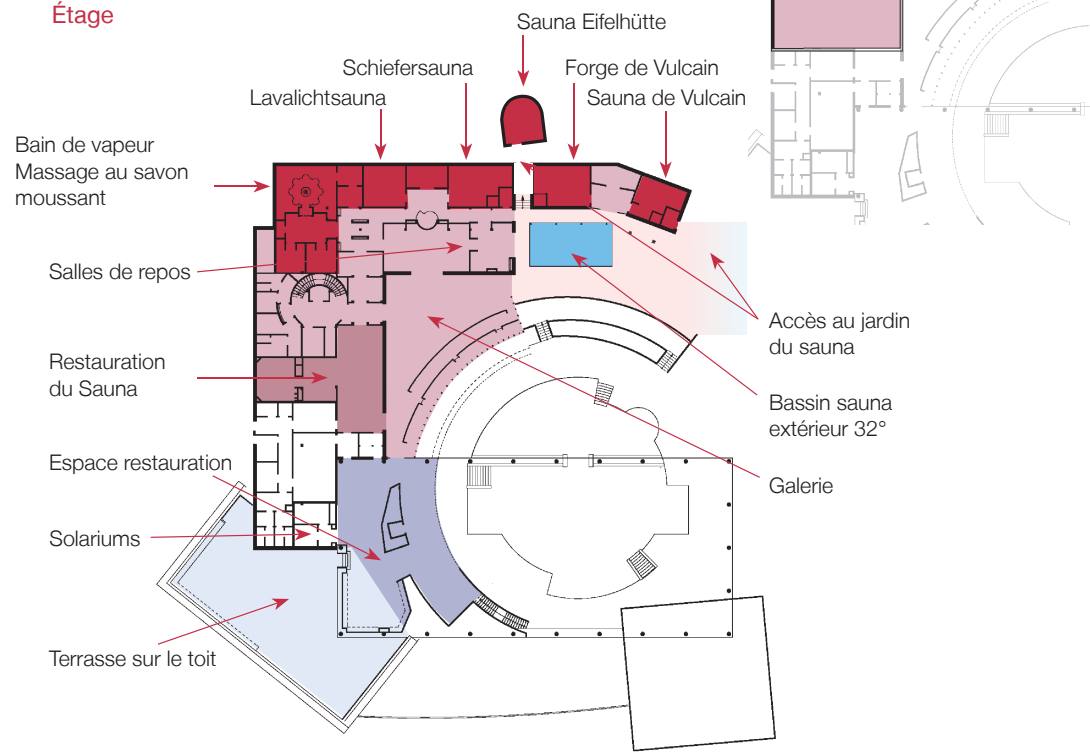 Étage
Sauna Eifelhütte
Schiefersauna
Forge de Vulcain
Lavalichtsauna
Sauna de Vulcain
Bain de vapeur
Massage au savon
moussant
Salles de repos
Accès au jardin
du sauna
Restauration
du Sauna
Bassin sauna
extérieur 32°
Espace restauration
Galerie
Solariums
Terrasse sur le toit